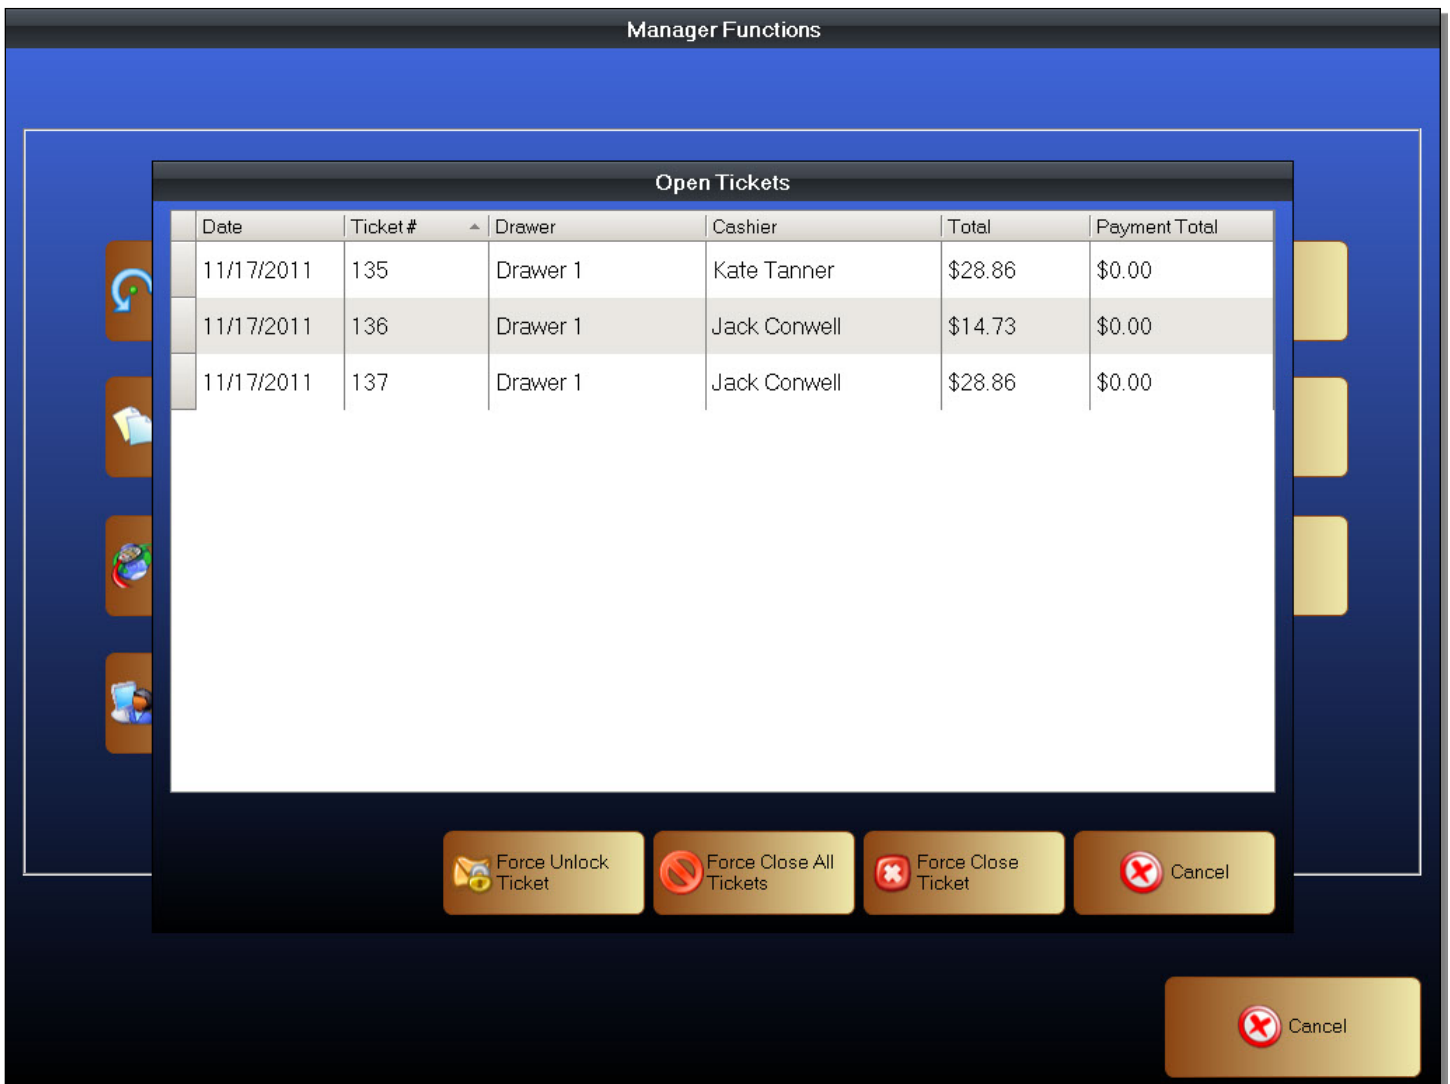 Manager Functions
Open Tickets
Date Ticket # Drawer Cashier Total Payment Total
11/17/2011 135 Drawer 1 Kate Tanner $28.86 $0.00
11/17/2011 136 Drawer 1 Jack Conwell $14.73 $0.00
11/17/2011 137 Drawer 1 Jack Conwell $28.86 $0.00
Force Unlock
Ticket
Force Close All
Tickets
Force Close
Ticket
Cancel
Cancel